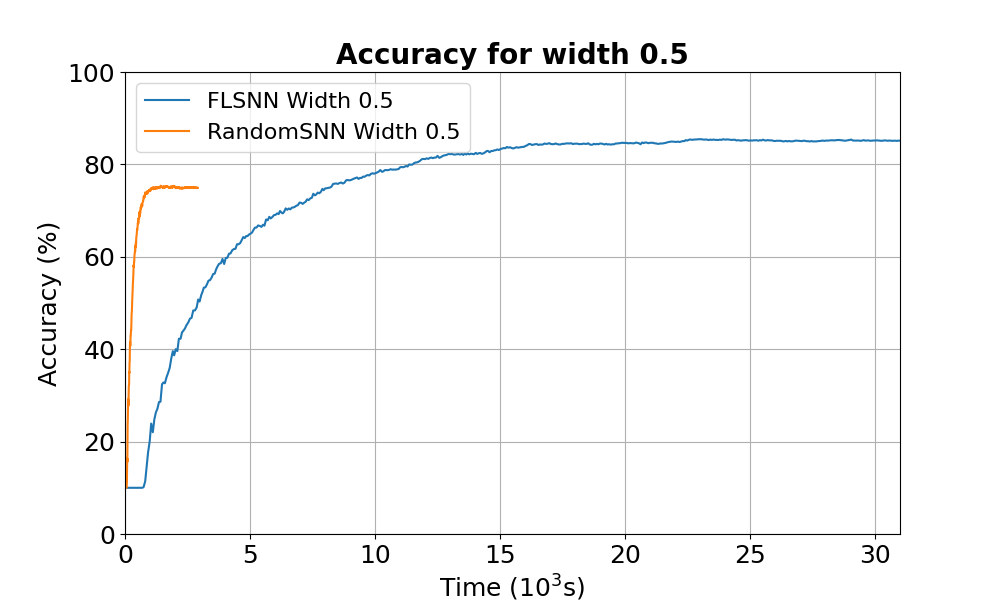 Accuracy for width 0.5
100
80
60
40
20
0
Accuracy (%)
FLSNN Width 0.5
RandomSNN Width 0.5
0 5 10 15 20 25 30
Time (10³s)